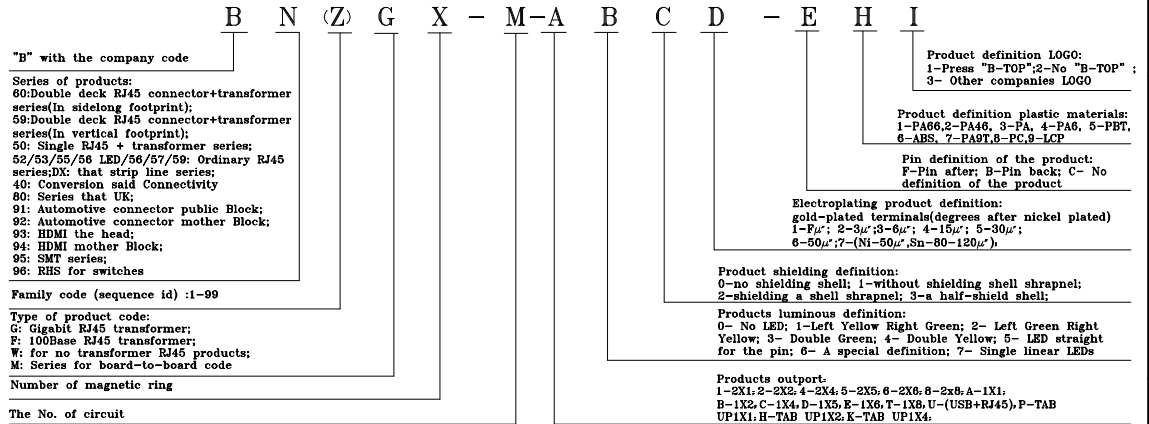 B N (Z) G X - M-A B C D - E H I
"B" with the company code
Series of products:
60:Double deck RJ45 connector+transformer
series(In sidelong footprint);
59:Double deck RJ45 connector+transformer
series(In vertical footprint);
50: Single RJ45 + transformer series;
52/53/55/56 LED/56/57/59: Ordinary RJ45
series;DX: that strip line series;
40: Conversion said Connectivity
80: Series that UK;
91: Automotive connector public Block;
92: Automotive connector mother Block;
93: HDMI the head;
94: HDMI mother Block;
95: SMT series;
96: RHS for switches
Family code (sequence id) :1-99
Type of product code:
G: Gigabit RJ45 transformer;
F: 100Base RJ45 transformer;
W: for no transformer RJ45 products;
M: Series for board-to-board code
Number of magnetic ring
The No. of circuit
Product definition LOGO:
1-Press "B-TOP";2-No "B-TOP" ;
3- Other companies LOGO
Product definition plastic materials:
1-PA66,2-PA46, 3-PA, 4-PA6, 5-PBT,
6-ABS, 7-PA9T,8-PC,9-LCP
Pin definition of the product:
F-Pin after; B-Pin back; C- No
definition of the product
Electroplating product definition:
gold-plated terminals(degrees after nickel plated)
1-Fμ"; 2-3μ";3-6μ"; 4-15μ"; 5-30μ";
6-50μ";7-(Ni-50μ",Sn-80-120μ");
Product shielding definition:
0-no shielding shell; 1-without shielding shell shrapnel;
2-shielding a shell shrapnel; 3-a half-shield shell;
Products luminous definition:
0- No LED; 1-Left Yellow Right Green; 2- Left Green Right
Yellow; 3- Double Green; 4- Double Yellow; 5- LED straight
for the pin; 6- A special definition; 7- Single linear LEDs
Products outport:
1-2X1; 2-2X2; 4-2X4; 5-2X5; 6-2X6; 8-2x8; A-1X1;
B-1X2, C-1X4, D-1X5, E-1X6, T-1X8, U-(USB+RJ45), P-TAB
UP1X1; H-TAB UP1X2; K-TAB UP1X4;